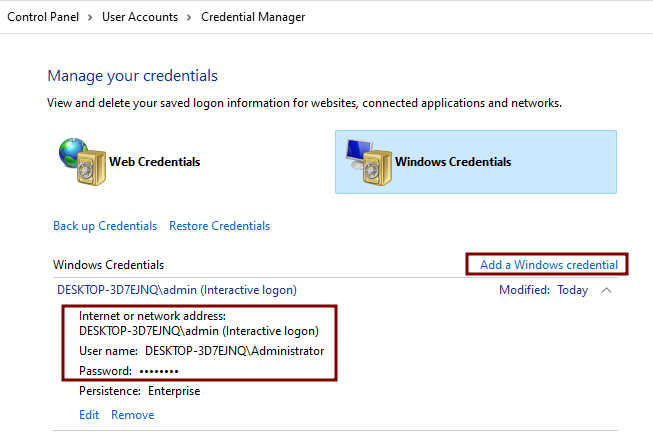 Control Panel > User Accounts > Credential Manager
Manage your credentials
View and delete your saved logon information for websites, connected applications and networks.
Web Credentials
Windows Credentials
Back up Credentials Restore Credentials
Windows Credentials Add a Windows credential
DESKTOP-3D7EJNQ\admin (Interactive logon) Modified: Today
Internet or network address:
DESKTOP-3D7EJNQ\admin (Interactive logon)
User name: DESKTOP-3D7EJNQ\Administrator
Password: ••••••••
Persistence: Enterprise
Edit Remove